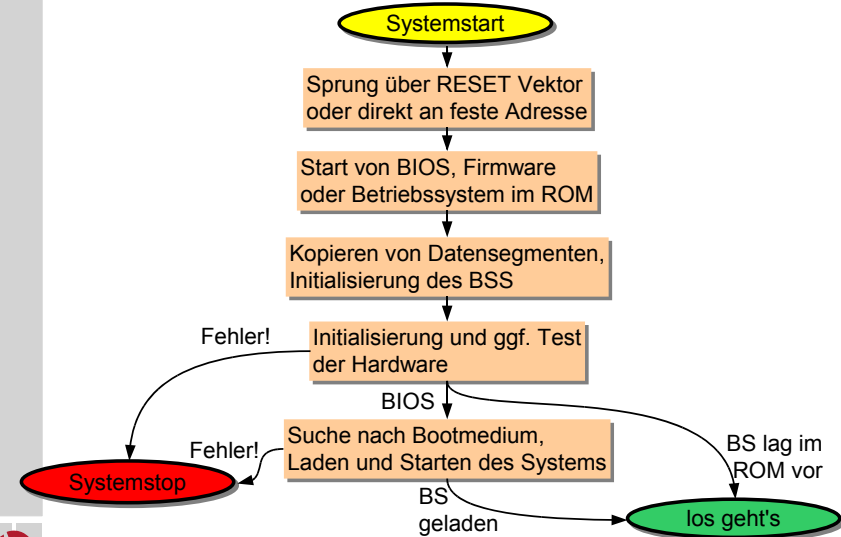 Systemstart
Sprung über RESET Vektor
oder direkt an feste Adresse
Start von BIOS, Firmware
oder Betriebssystem im ROM
Kopieren von Datensegmenten,
Initialisierung des BSS
Fehler!
Initialisierung und ggf. Test
der Hardware
BIOS
BS lag im
ROM vor
Fehler!
Suche nach Bootmedium,
Laden und Starten des Systems
Systemstop
BS
geladen
los geht's